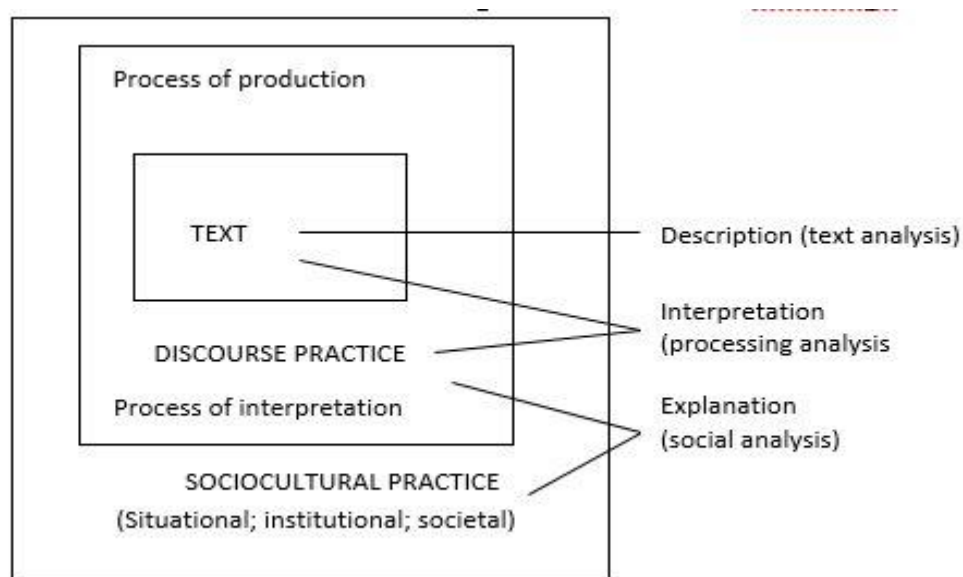 Process of production
TEXT
Description (text analysis)
Interpretation
(processing analysis
DISCOURSE PRACTICE
Process of interpretation
Explanation
(social analysis)
SOCIOCULTURAL PRACTICE
(Situational; institutional; societal)